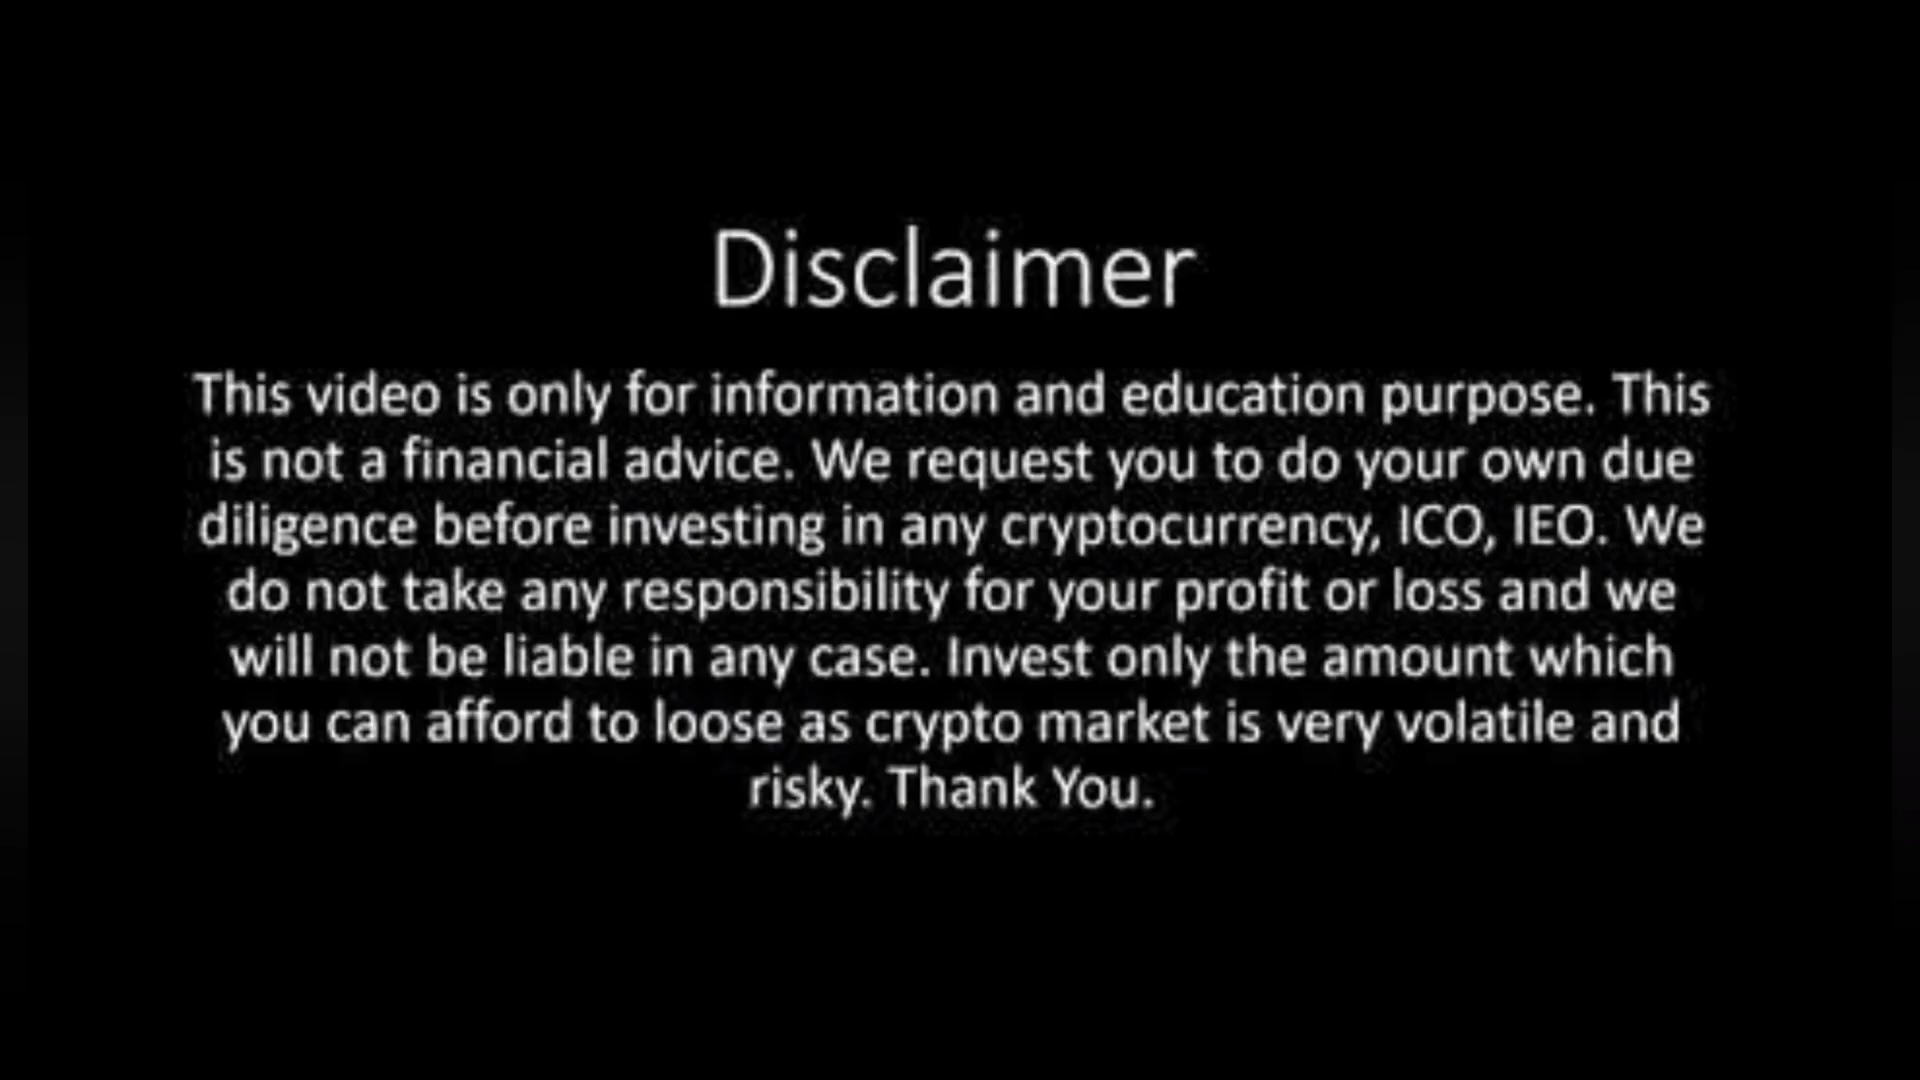 Disclaimer
This video is only for information and education purpose. This
is not a financial advice. We request you to do your own due
diligence before investing in any cryptocurrency, ICO, IEO. We
do not take any responsibility for your profit or loss and we
will not be liable in any case. Invest only the amount which
you can afford to loose as crypto market is very volatile and
risky. Thank You.